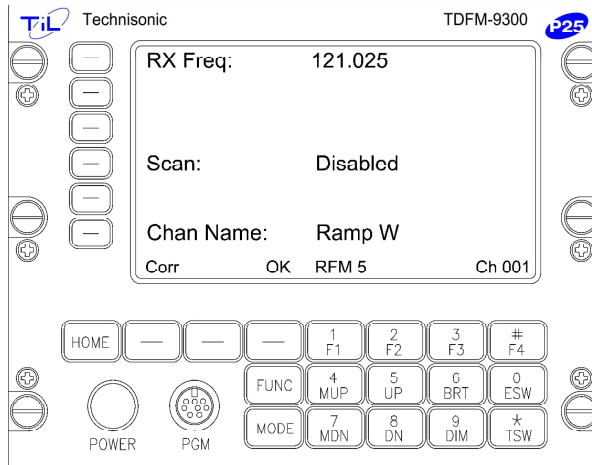 TiL Technisonic TDFM-9300 P25
RX Freq: 121.025
Scan: Disabled
Chan Name: Ramp W
Corr OK RFM 5 Ch 001
HOME 1 F1 2 F2 3 F3 # F4
FUNC 4 MUP 5 UP 6 BRT 0 ESW
MODE 7 MDN 8 DN 9 DIM * TSW
POWER PGM